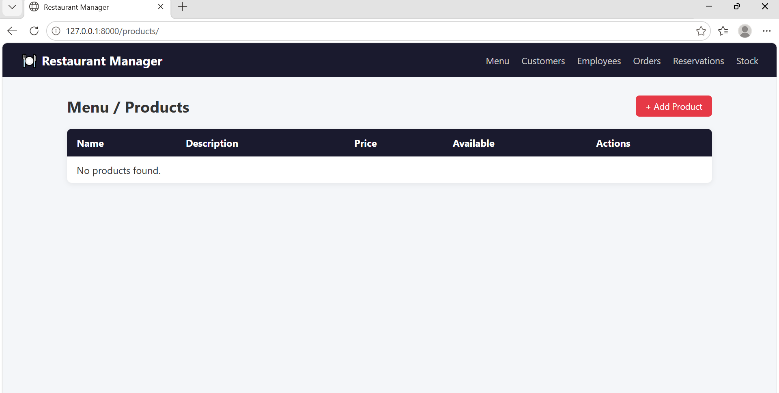 Restaurant Manager
127.0.0.1:8000/products/
Restaurant Manager
Menu Customers Employees Orders Reservations Stock
Menu / Products
+ Add Product
Name Description Price Available Actions
No products found.